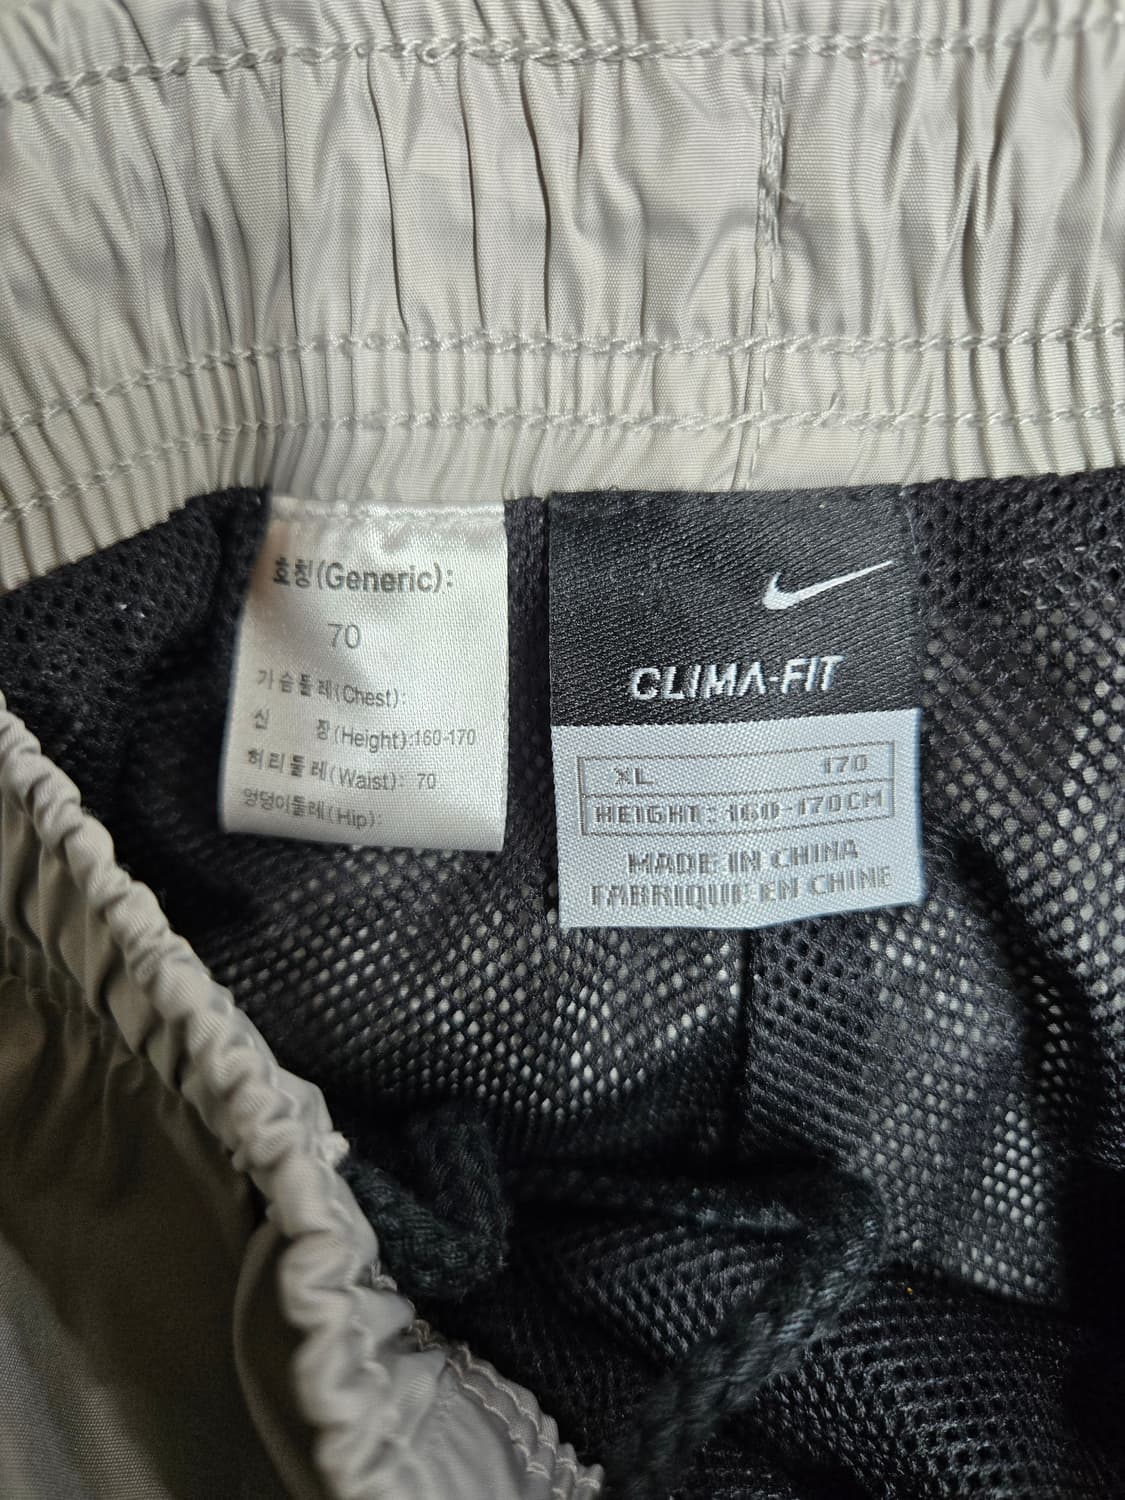 호칭(Generic):
70
가슴둘레(Chest):
신 장(Height):160-170
허리둘레(Waist): 70
엉덩이둘레(Hip):
CLIMA-FIT
XL 170
HEIGHT: 160-170CM
MADE IN CHINA
FABRIQUE EN CHINE